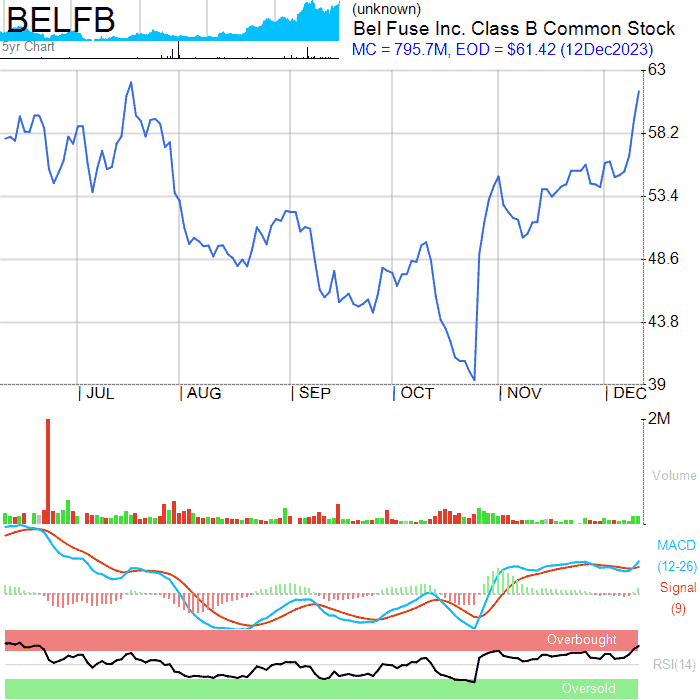 BELFB
5yr Chart
(unknown)
Bel Fuse Inc. Class B Common Stock
MC = 795.7M, EOD = $61.42 (12Dec2023)
63
58.2
53.4
48.6
43.8
39
JUL AUG SEP OCT NOV DEC
2M
Volume
MACD
(12-26)
Signal
(9)
Overbought
RSI(14)
Oversold